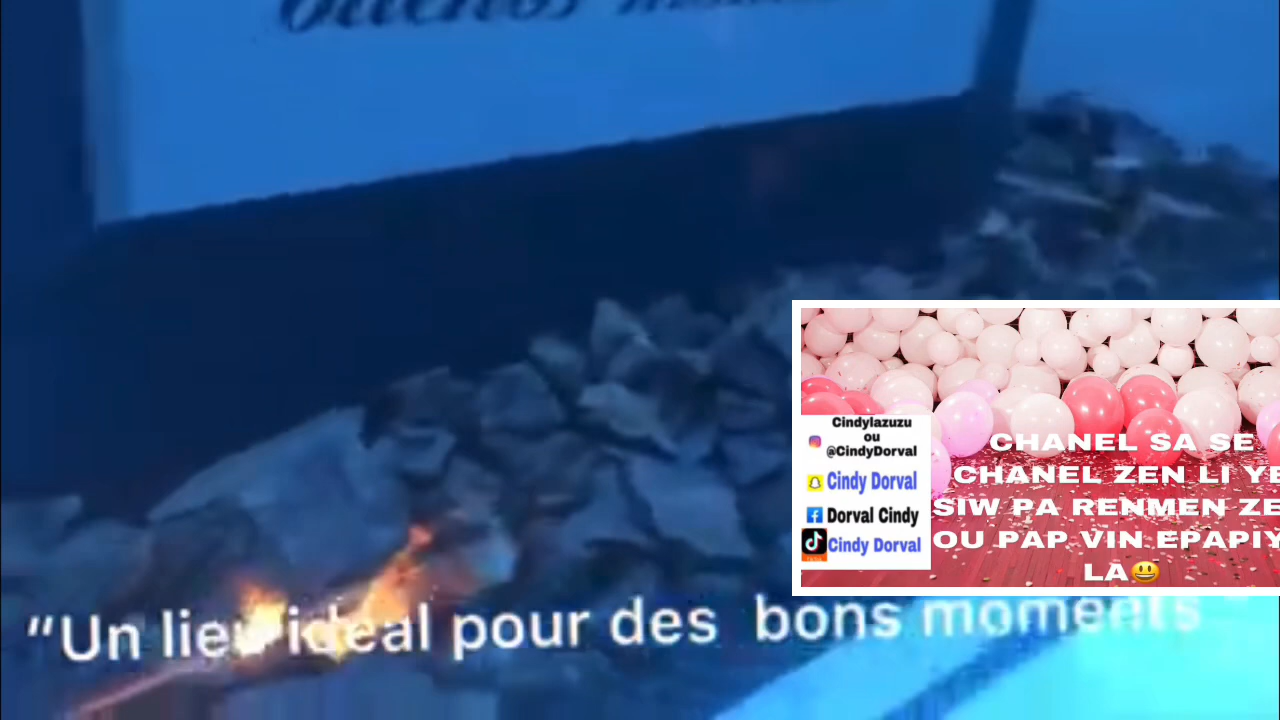 Cindylazuzu
ou
@CindyDorval
Cindy Dorval
Dorval Cindy
Cindy Dorval
CHANEL SA SE
CHANEL ZEN LI YE
SIW PA RENMEN ZE
OU PAP VIN EPAPIY
LA😃
“Un lieu ideal pour des bons moments